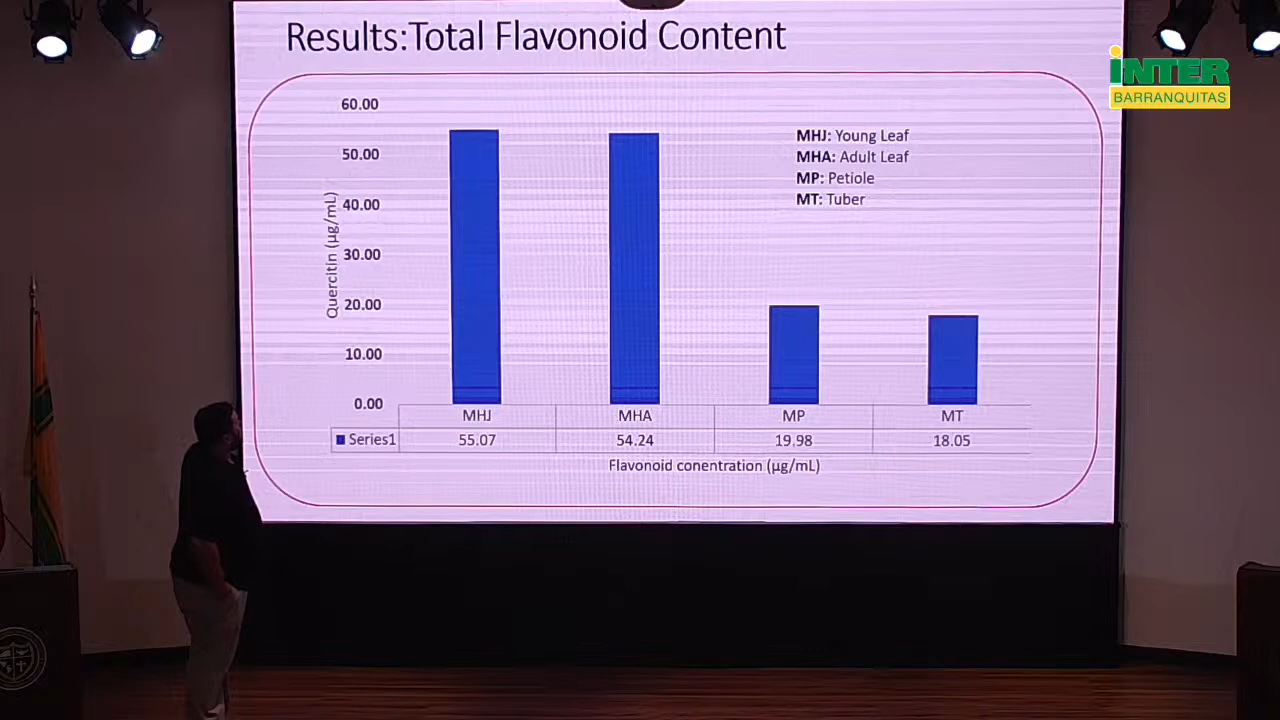 Results:Total Flavonoid Content
iNTER
BARRANQUITAS
60.00
50.00
40.00
30.00
20.00
10.00
0.00
Quercitin (µg/mL)
MHJ: Young Leaf
MHA: Adult Leaf
MP: Petiole
MT: Tuber
MHJ MHA MP MT
Series1 55.07 54.24 19.98 18.05
Flavonoid conentration (µg/mL)